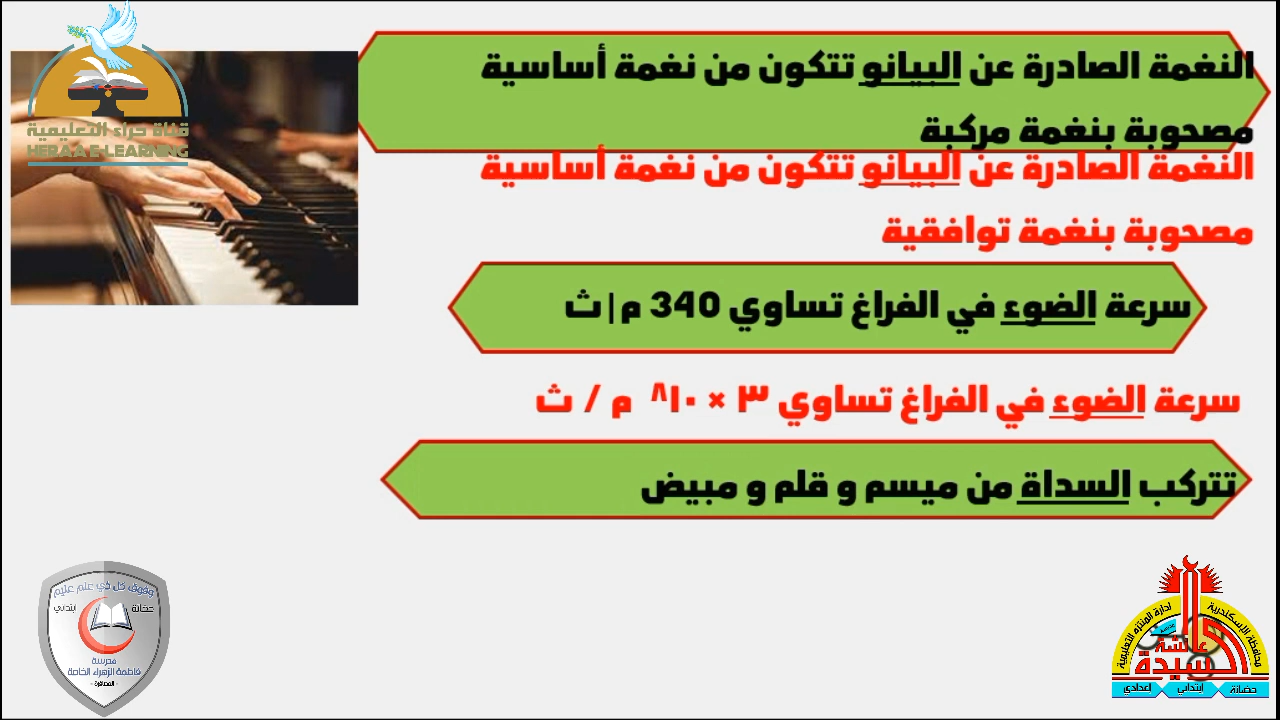 النغمة الصادرة عن البيانو تتكون من نغمة أساسية
مصحوبة بنغمة مركبة
النغمة الصادرة عن البيانو تتكون من نغمة أساسية
مصحوبة بنغمة توافقية
سرعة الضوء في الفراغ تساوي 340 م|ث
سرعة الضوء في الفراغ تساوي ٣ × ١٠^٨ م / ث
تتركب السداة من ميسم و قلم و مبيض
قناة حراء التعليمية
HERAA E-LEARNING
وفوق كل ذي علم عليم
حضانة
ابتدائي
مدرسة
فاطمة الزهراء الخاصة
محافظة الإسكندرية
إدارة المنتزه التعليمية
مدرسة
السيدة
عائشة
حضانة
ابتدائي
إعدادي